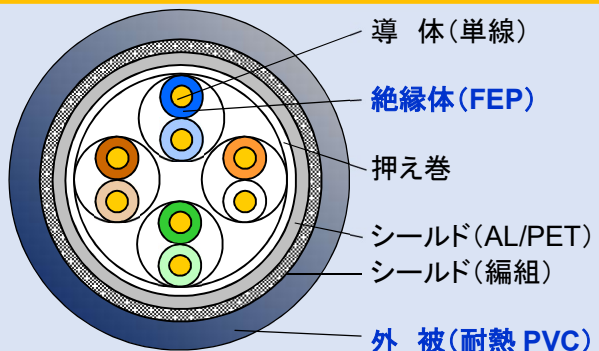 導　体(単線)
絶縁体(FEP)
押え巻
シールド(AL/PET)
シールド(編組)
外　被(耐熱 PVC)